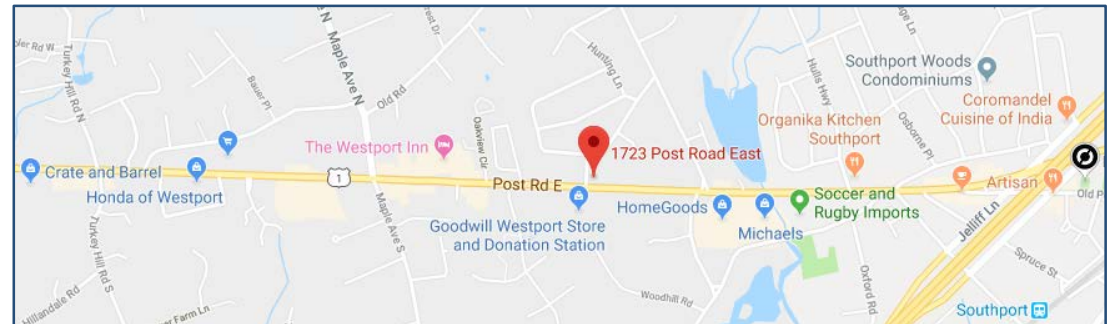 Turkey Hill Rd N
Bauer Pl
Maple Ave N
Old Rd
Oakview Cir
Hunting Ln
Hulls Hwy
Osborne Pl
Southport Woods
Condominiums
Coromandel
Cuisine of India
Organika Kitchen
Southport
The Westport Inn
1723 Post Road East
Crate and Barrel
Honda of Westport
1
Post Rd E
Goodwill Westport Store
and Donation Station
HomeGoods
Michaels
Soccer and
Rugby Imports
Artisan
Jelliff Ln
Maple Ave S
Turkey Hill Rd S
Hillandale Rd
Farm Ln
Woodhill Rd
Oxford Rd
Spruce St
Southport